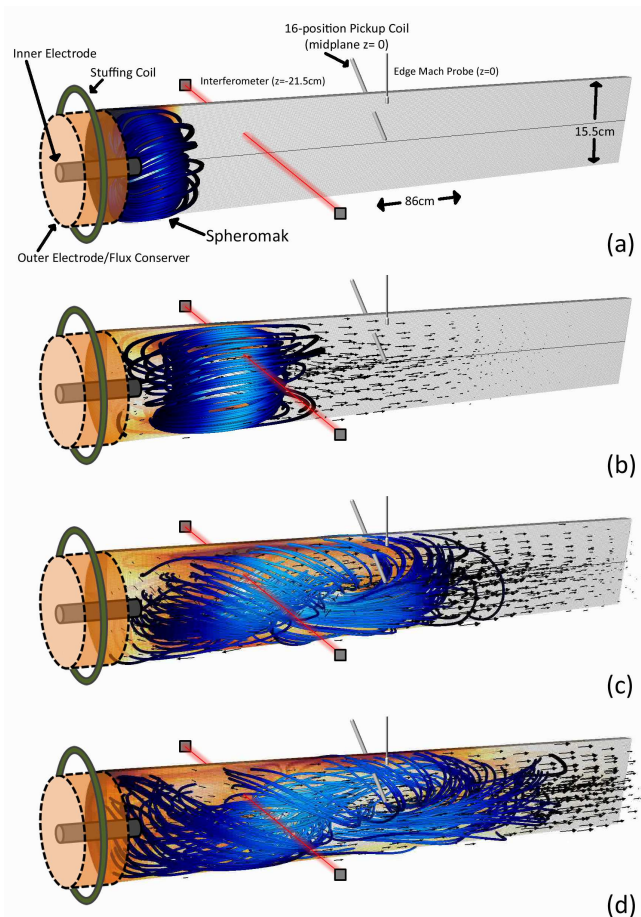 16-position Pickup Coil
(midplane z= 0)
Inner Electrode
Stuffing Coil
Interferometer (z=-21.5cm)
Edge Mach Probe (z=0)
15.5cm
86cm
Spheromak
Outer Electrode/Flux Conserver
(a)
(b)
(c)
(d)